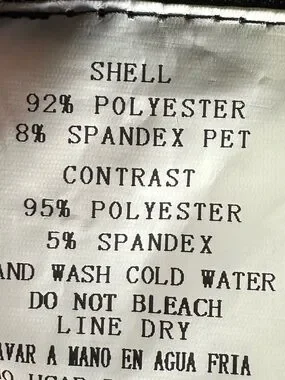 SHELL
92% POLYESTER
8% SPANDEX PET
CONTRAST
95% POLYESTER
5% SPANDEX
AND WASH COLD WATER
DO NOT BLEACH
LINE DRY
AVAR A MANO EN AGUA FRIA